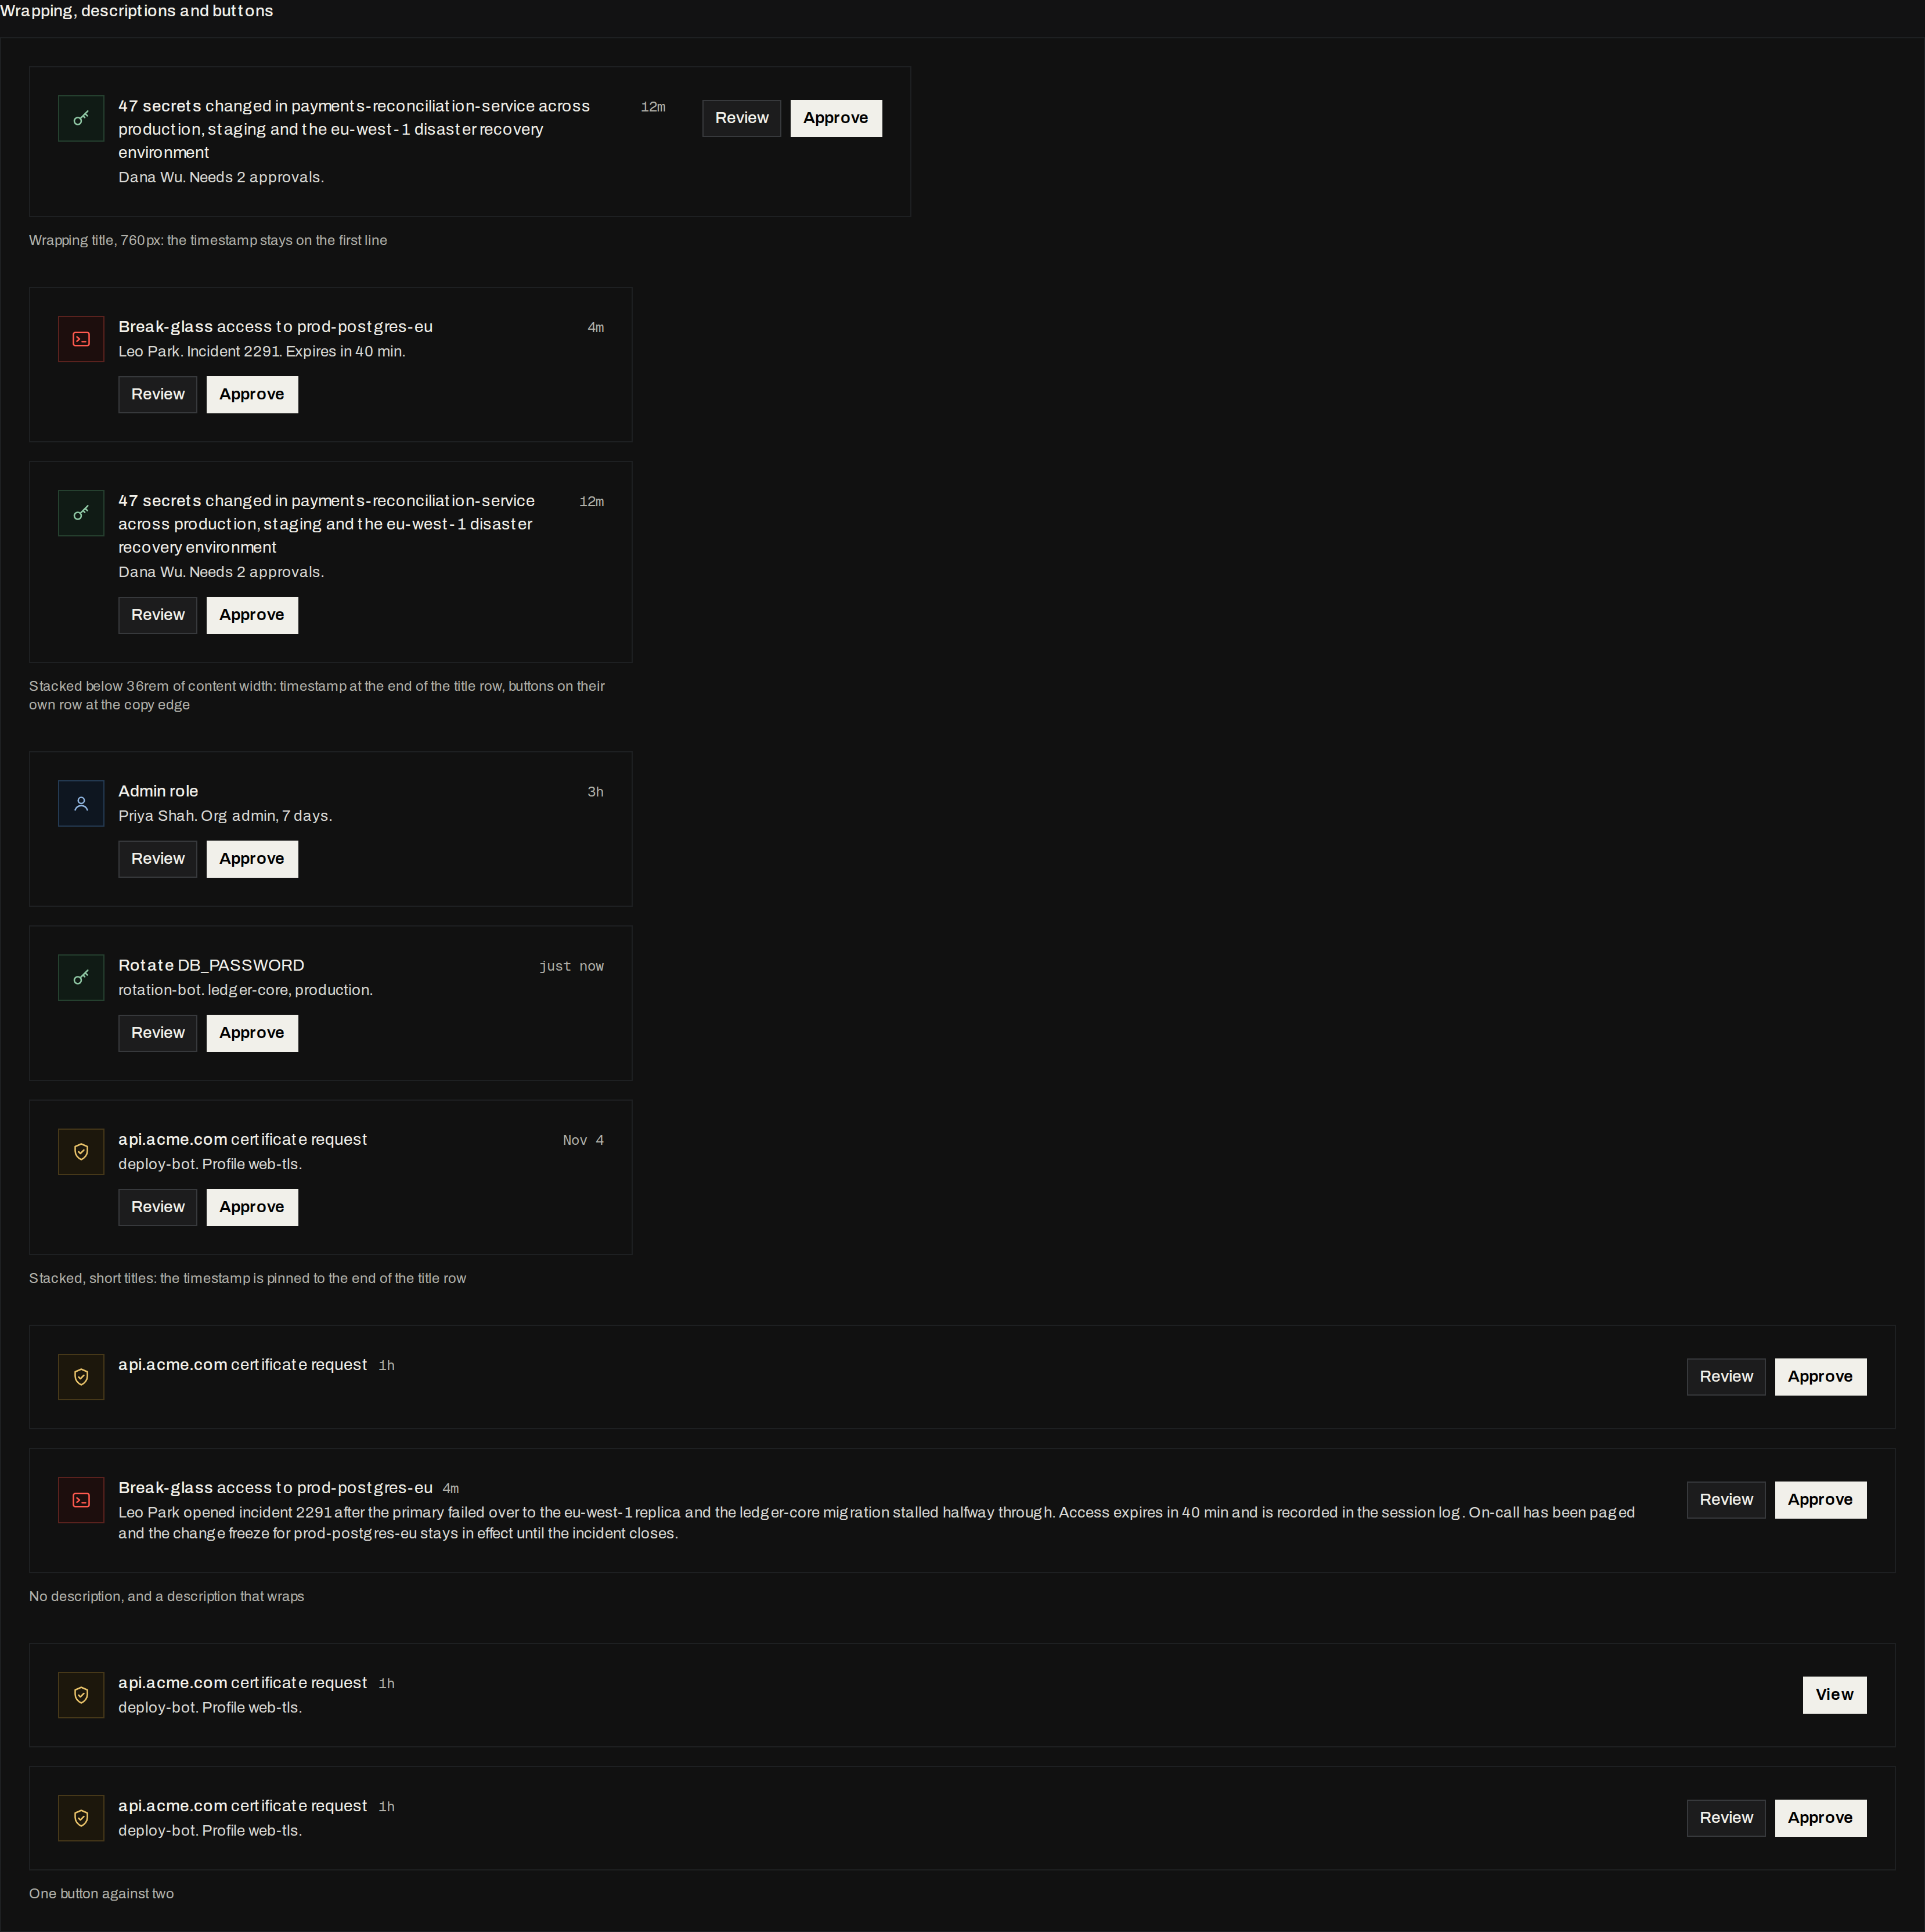 Wrapping, descriptions and buttons
47 secrets changed in payments-reconciliation-service across
12m
Review
Approve
production, staging and the eu-west-1 disaster recovery
environment
Dana Wu. Needs 2 approvals.
Wrapping title, 760px: the timestamp stays on the first line
Break-glass access to prod-postgres-eu
4m
Leo Park. Incident 2291. Expires in 40 min.
Review
Approve
47 secrets changed in payments-reconciliation-service
12m
across production, staging and the eu-west-1 disaster
recovery environment
Dana Wu. Needs 2 approvals.
Review
Approve
Stacked below 36rem of content width: timestamp at the end of the title row, buttons on their
own row at the copy edge
Admin role
3h
Priya Shah. Org admin, 7 days.
Review
Approve
Rotate DB_PASSWORD
just now
rotation-bot. ledger-core, production.
Review
Approve
api.acme.com certificate request
Nov 4
deploy-bot. Profile web-tls.
Review
Approve
Stacked, short titles: the timestamp is pinned to the end of the title row
api.acme.com certificate request 1h
Review
Approve
Break-glass access to prod-postgres-eu 4m
Leo Park opened incident 2291 after the primary failed over to the eu-west-1 replica and the ledger-core migration stalled halfway through. Access expires in 40 min and is recorded in the session log. On-call has been paged
and the change freeze for prod-postgres-eu stays in effect until the incident closes.
Review
Approve
No description, and a description that wraps
api.acme.com certificate request 1h
deploy-bot. Profile web-tls.
View
api.acme.com certificate request 1h
deploy-bot. Profile web-tls.
Review
Approve
One button against two